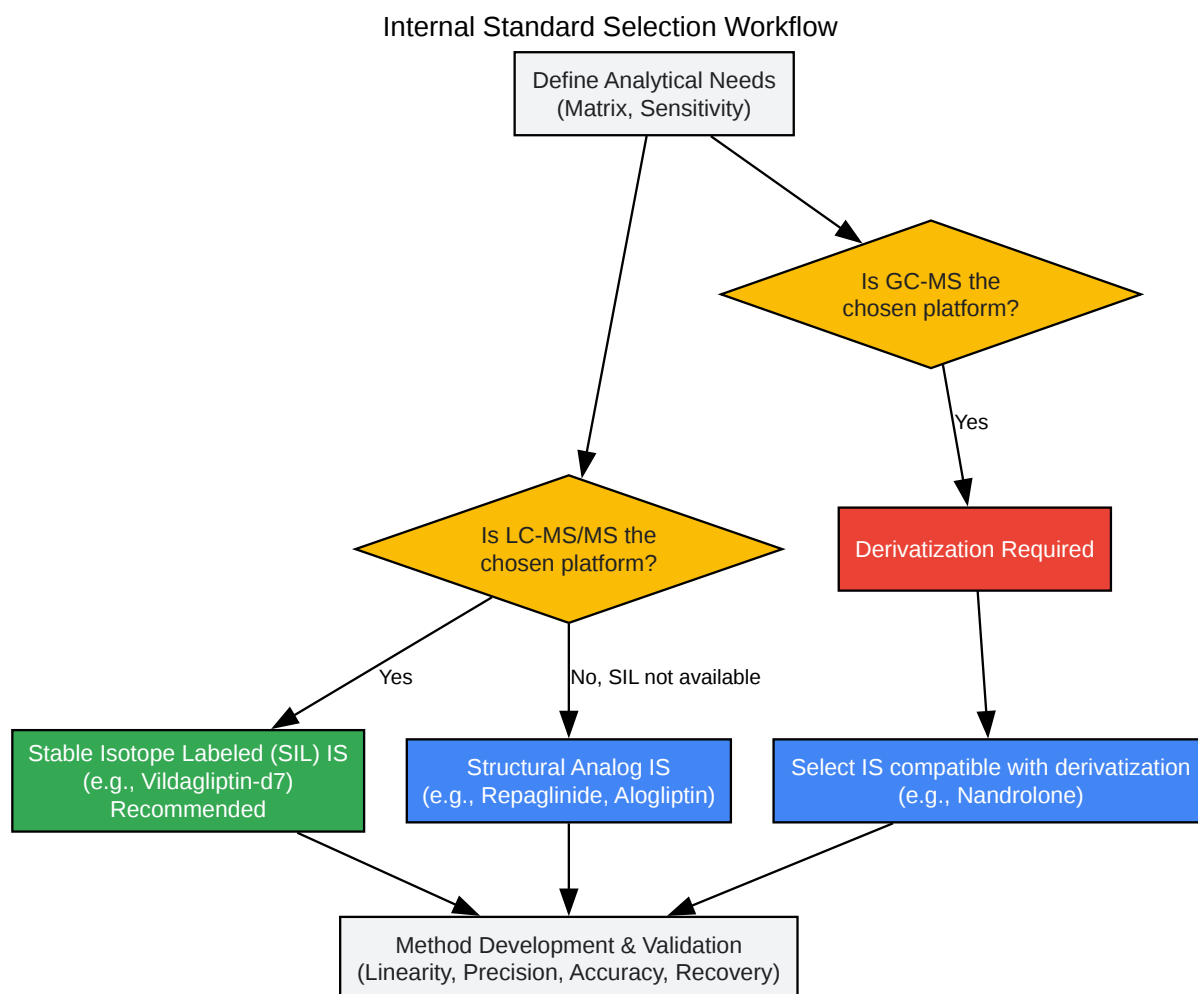 Internal Standard Selection Workflow
Define Analytical Needs
(Matrix, Sensitivity)
Is GC-MS the
chosen platform?
Yes
Is LC-MS/MS the
chosen platform?
Derivatization Required
Yes
No, SIL not available
Stable Isotope Labeled (SIL) IS
(e.g., Vildagliptin-d7)
Recommended
Structural Analog IS
(e.g., Repaglinide, Alogliptin)
Select IS compatible with derivatization
(e.g., Nandrolone)
Method Development & Validation
(Linearity, Precision, Accuracy, Recovery)